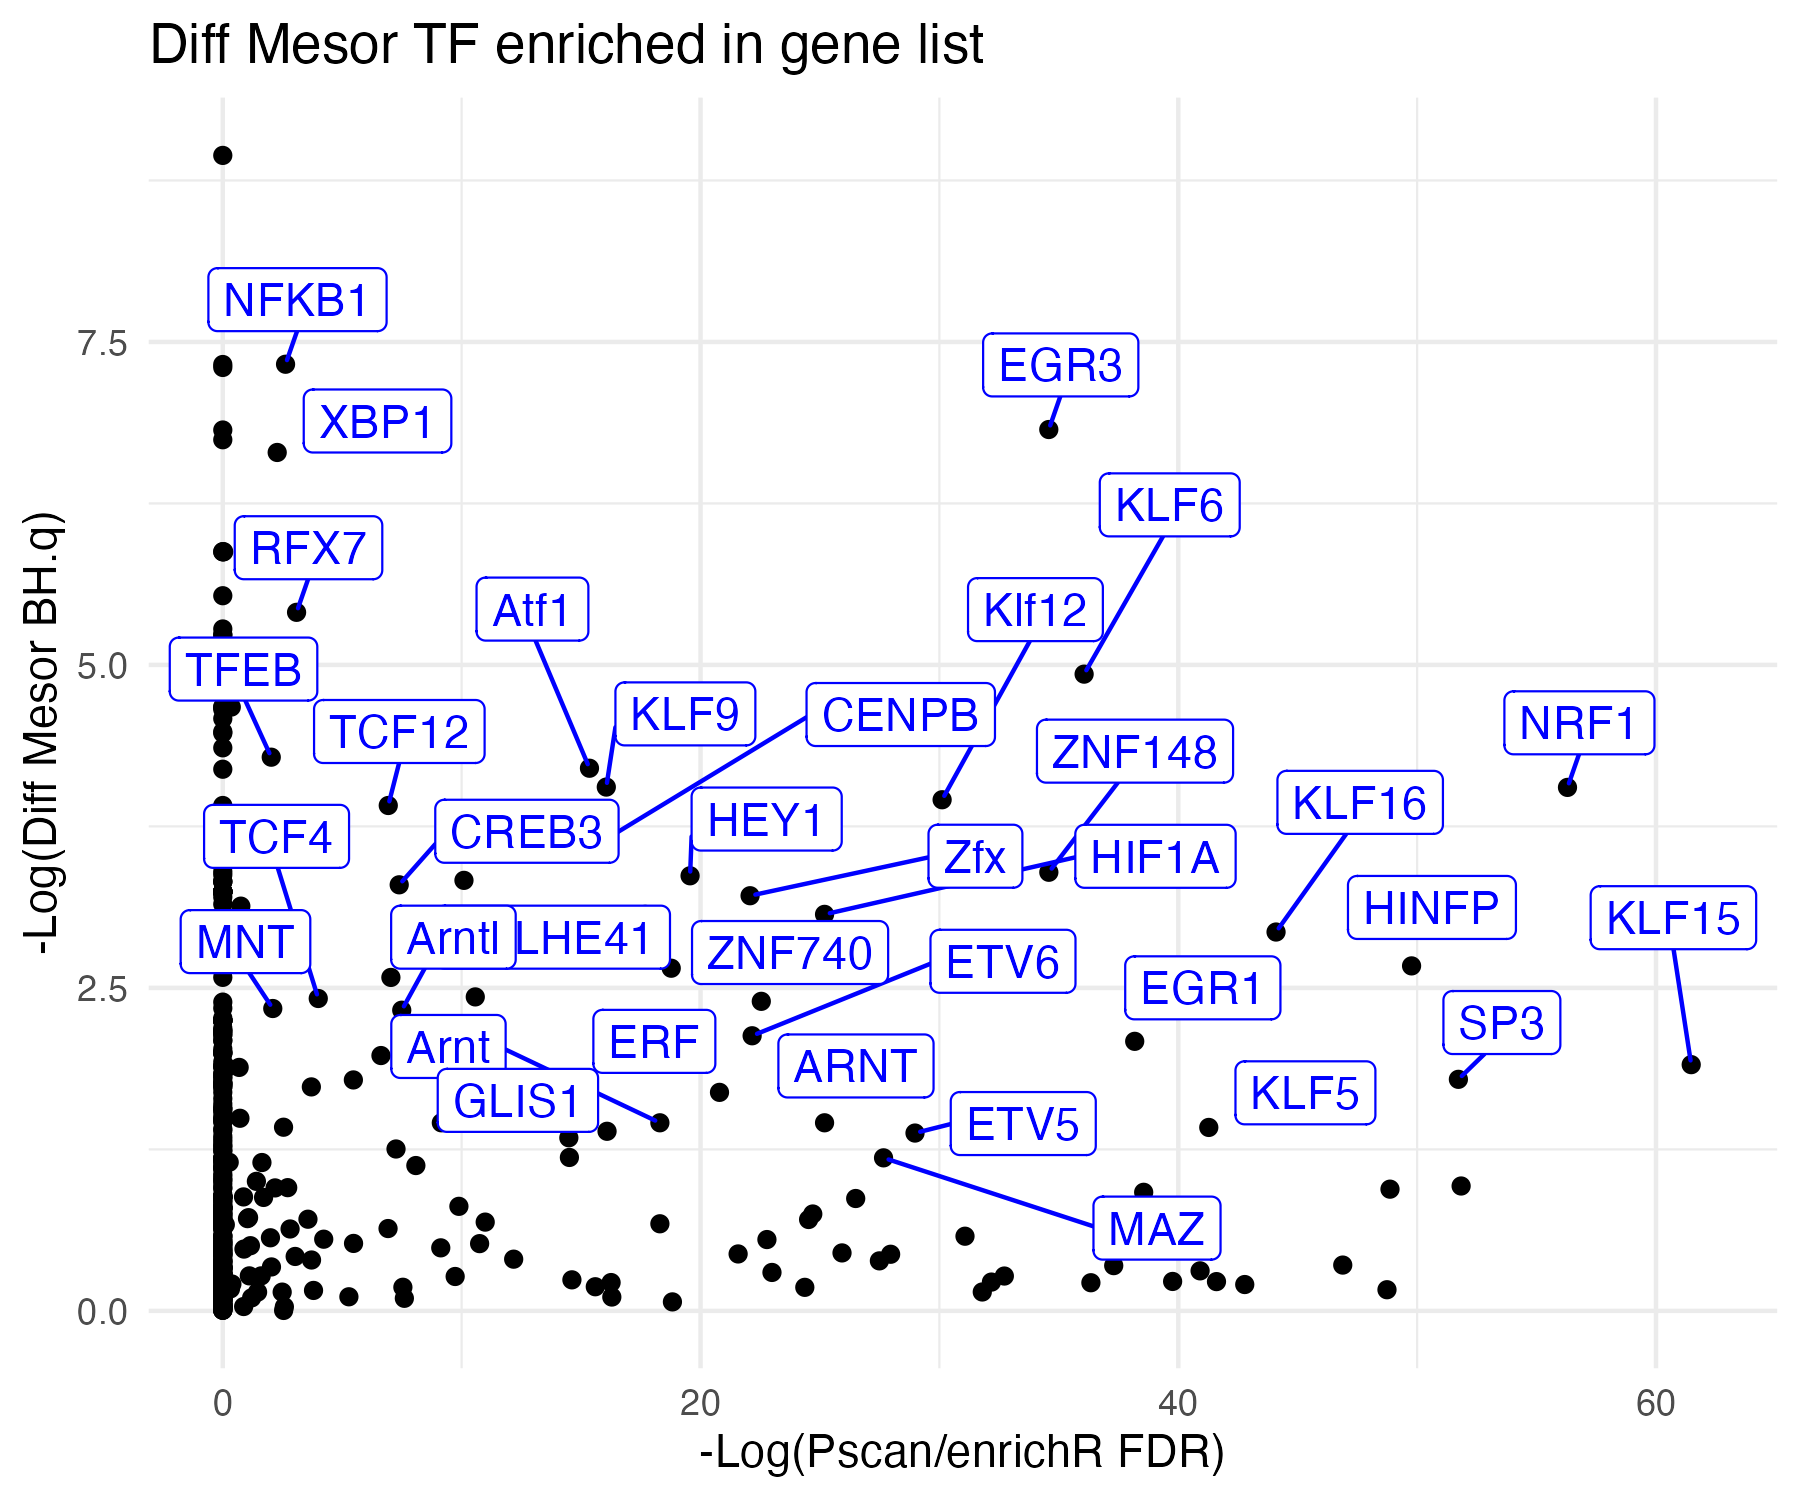 Diff Mesor TF enriched in gene list
NFKB1
EGR3
XBP1
KLF6
RFX7
Atf1
Klf12
TFEB
KLF9
CENPB
NRF1
TCF12
ZNF148
KLF16
HEY1
CREB3
TCF4
Zfx
HIF1A
HINFP
KLF15
MNT
Arntl
LHE41
ZNF740
ETV6
EGR1
SP3
ERF
Arnt
ARNT
KLF5
GLIS1
ETV5
MAZ
7.5
5.0
2.5
0.0
0
20
40
60
-Log(Diff Mesor BH.q)
-Log(Pscan/enrichR FDR)